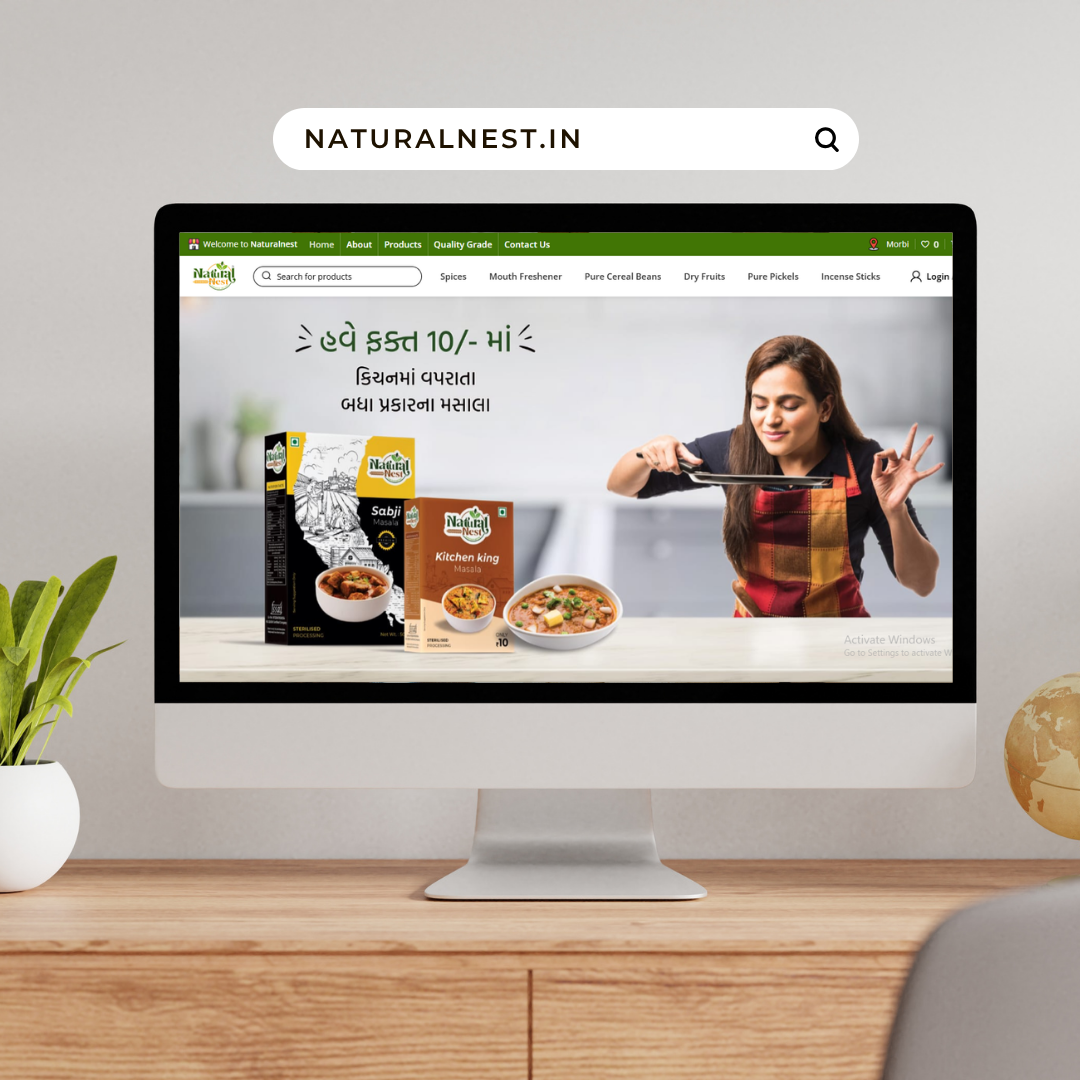 NATURALNEST.IN
Welcome to Naturalnest Home About Products Quality Grade Contact Us Morbi 0
Natural Nest
Search for products Spices Mouth Freshener Pure Cereal Beans Dry Fruits Pure Pickels Incense Sticks Login
હવે ફક્ત 10/- માં
કિચનમાં વપરાતા
બધા પ્રકારના મસાલા
Natural
Nest
Sabji
Masala
STERILISED
PROCESSING
Net Wt.
Natural
Nest
Kitchen king
Masala
STERILISED
PROCESSING
ONLY
₹10
Activate Windows
Go to Settings to activate W